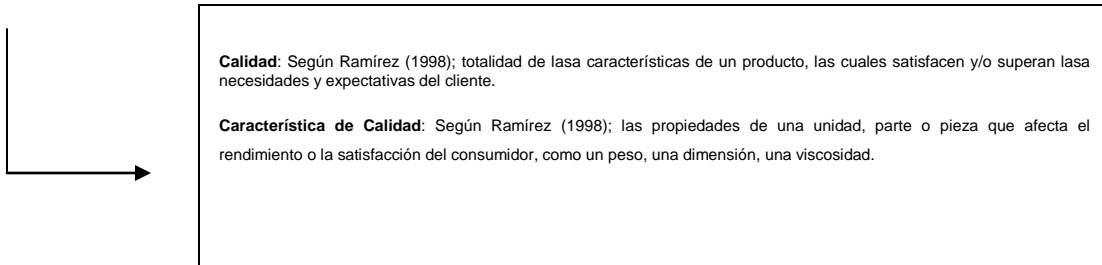 Calidad: Según Ramírez (1998); totalidad de lasa características de un producto, las cuales satisfacen y/o superan lasa
necesidades y expectativas del cliente.
Característica de Calidad: Según Ramírez (1998); las propiedades de una unidad, parte o pieza que afecta el
rendimiento o la satisfacción del consumidor, como un peso, una dimensión, una viscosidad.